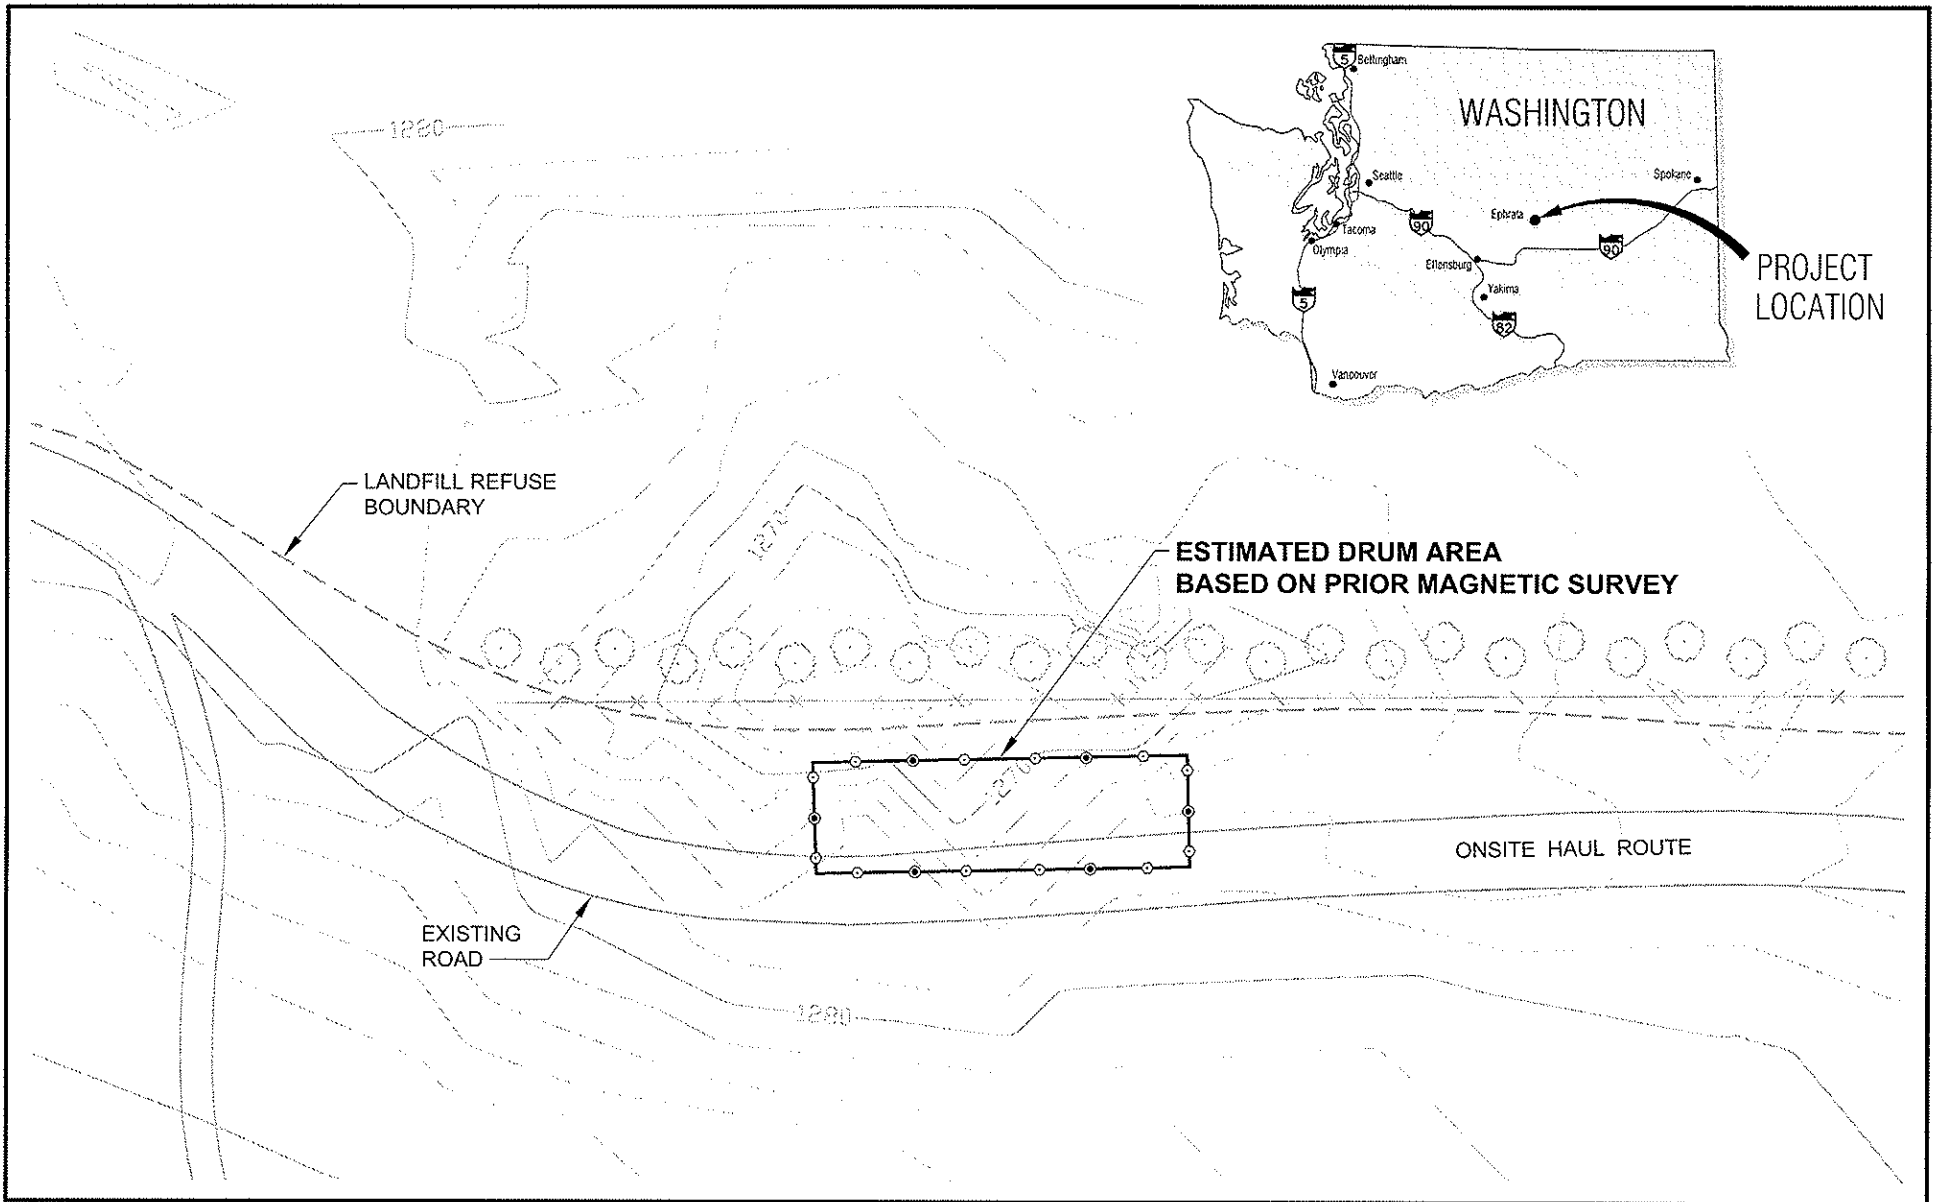 5
Bellingham
WASHINGTON
1280
Seattle
Spokane
Ephrata
90
Tacoma
Olympia
90
Ellensburg
PROJECT
LOCATION
Yakima
5
82
Vancouver
LANDFILL REFUSE
BOUNDARY
ESTIMATED DRUM AREA
BASED ON PRIOR MAGNETIC SURVEY
1270
ONSITE HAUL ROUTE
EXISTING
ROAD
1280